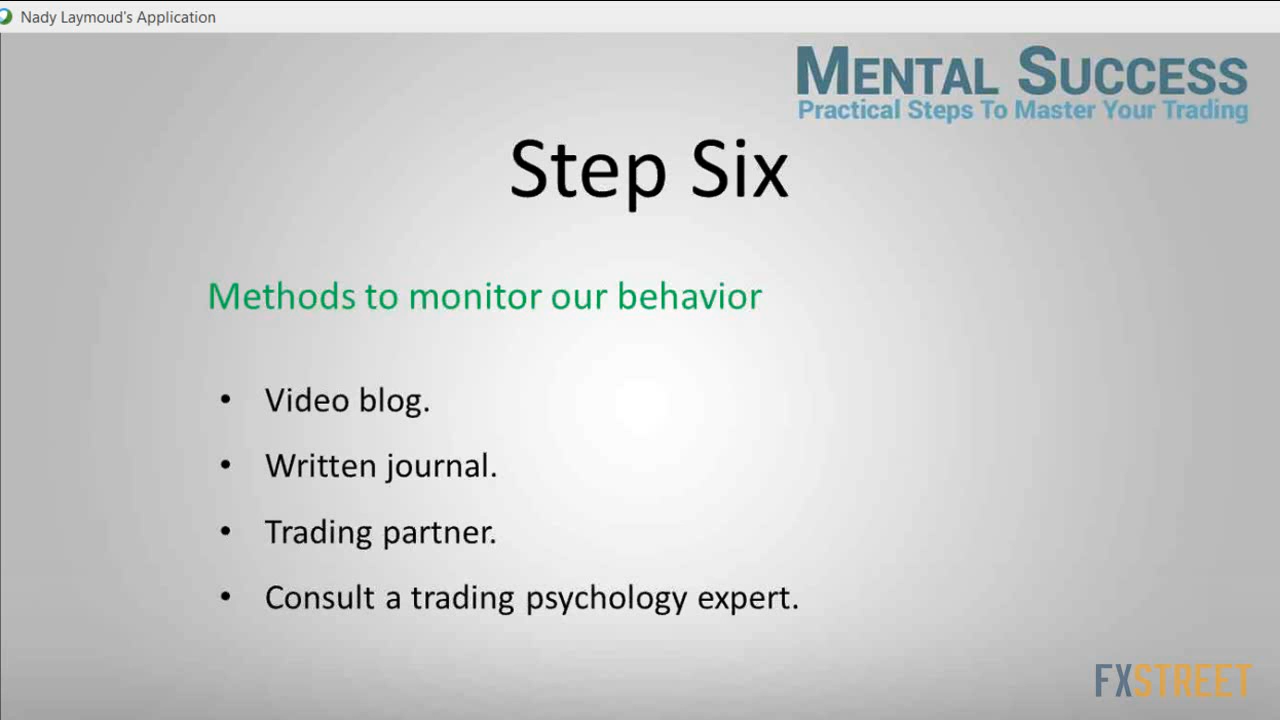 Nady Laymoud's Application
MENTAL SUCCESS
Practical Steps To Master Your Trading
Step Six
Methods to monitor our behavior
• Video blog.
• Written journal.
• Trading partner.
• Consult a trading psychology expert.
FXSTREET